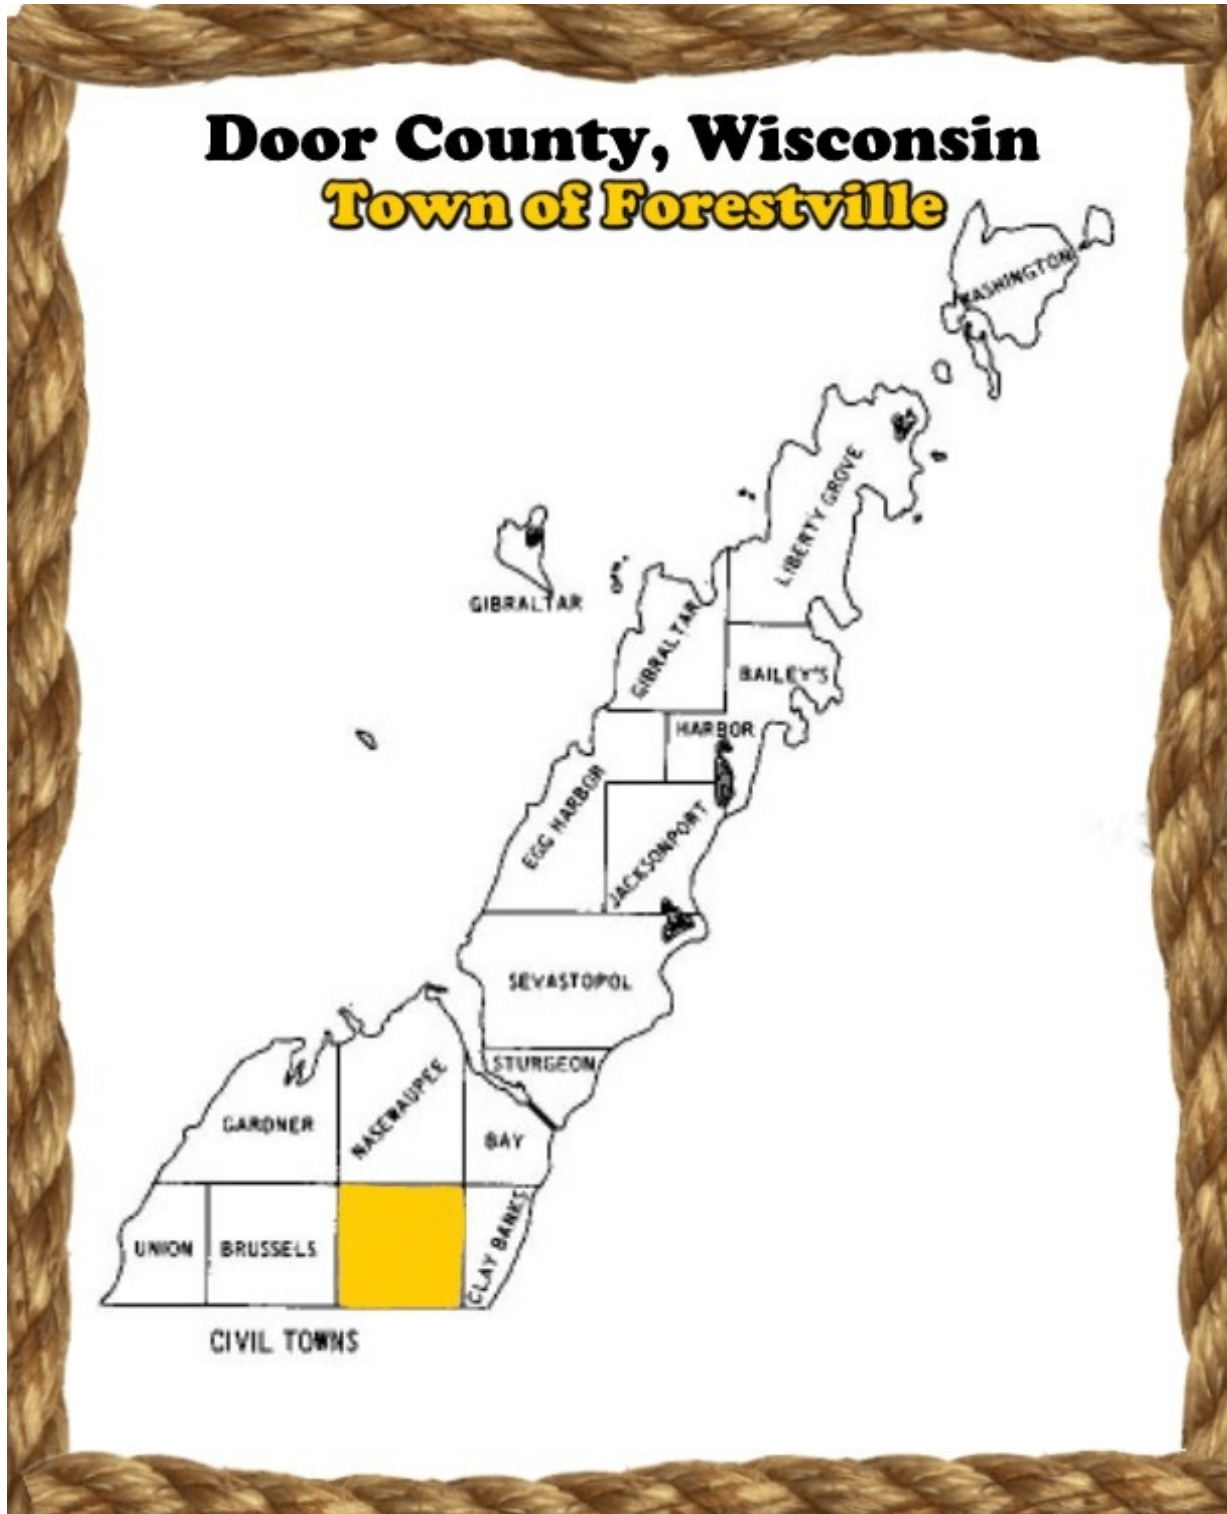 Door County, Wisconsin
Town of Forestville
WASHINGTON
LIBERTY GROVE
GIBRALTAR
GIBRALTAR
BAILEY'S
HARBOR
EGG HARBOR
JACKSONPORT
SEVASTOPOL
STURGEON
NASEWAUPEE
GARDNER
BAY
UNION
BRUSSELS
CLAY BANKS
CIVIL TOWNS